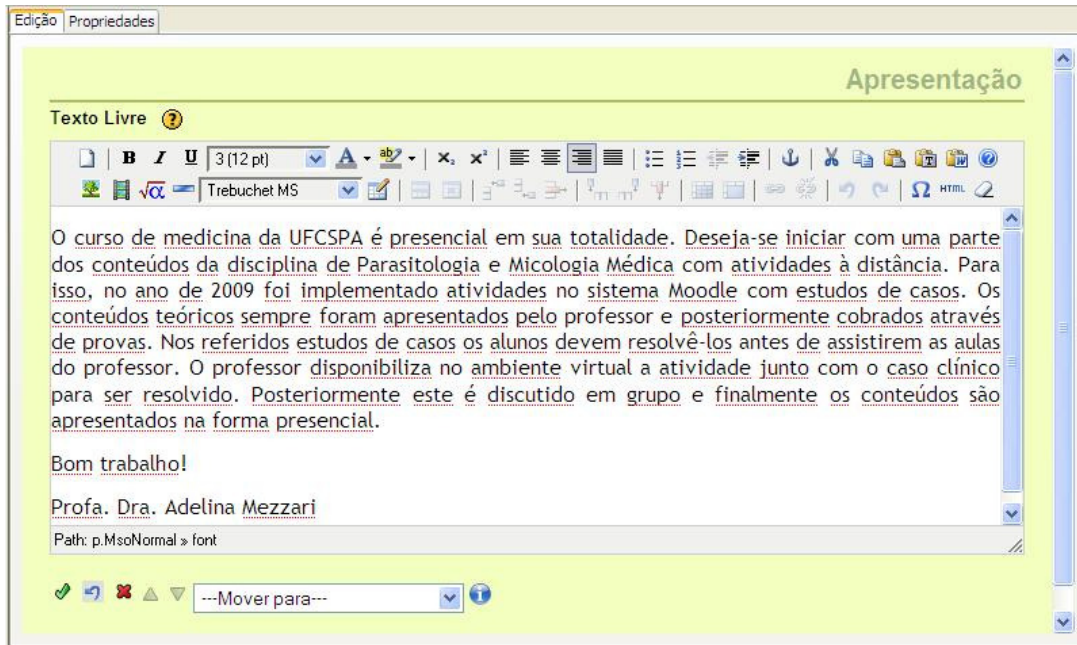 Edição Propriedades
Apresentação
Texto Livre ?
B I U 3 (12 pt) A ab x₂ x²
√α Trebuchet MS Ω HTML
O curso de medicina da UFCSPA é presencial em sua totalidade. Deseja-se iniciar com uma parte
dos conteúdos da disciplina de Parasitologia e Micologia Médica com atividades à distância. Para
isso, no ano de 2009 foi implementado atividades no sistema Moodle com estudos de casos. Os
conteúdos teóricos sempre foram apresentados pelo professor e posteriormente cobrados através
de provas. Nos referidos estudos de casos os alunos devem resolvê-los antes de assistirem as aulas
do professor. O professor disponibiliza no ambiente virtual a atividade junto com o caso clínico
para ser resolvido. Posteriormente este é discutido em grupo e finalmente os conteúdos são
apresentados na forma presencial.
Bom trabalho!
Profa. Dra. Adelina Mezzari
Path: p.MsoNormal » font
---Mover para---